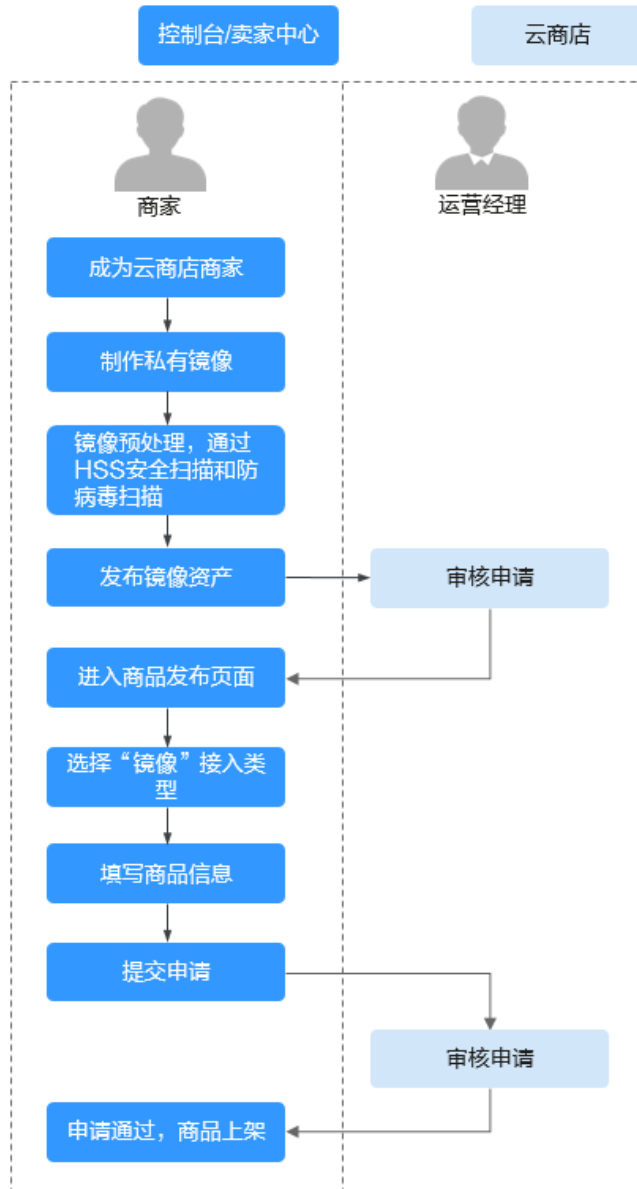 控制台/卖家中心
云商店
商家
运营经理
成为云商店商家
制作私有镜像
镜像预处理，通过
HSS安全扫描和防
病毒扫描
发布镜像资产
审核申请
进入商品发布页面
选择“镜像”接入类
型
填写商品信息
提交申请
审核申请
申请通过，商品上架